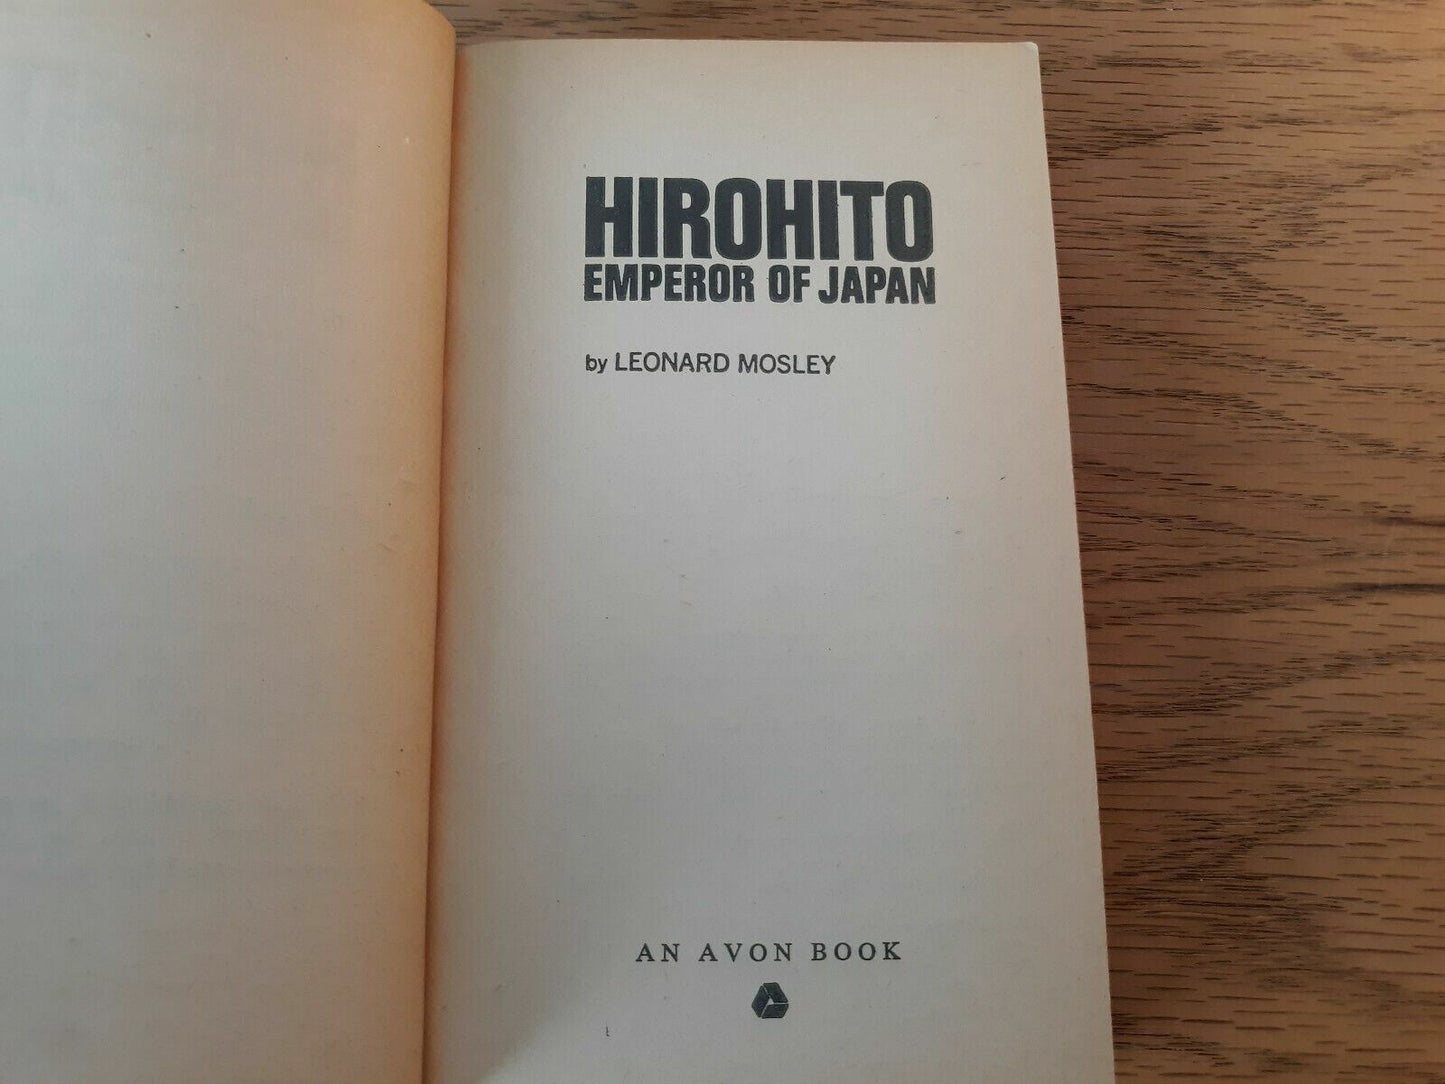 HIROHITO
EMPEROR OF JAPAN
by LEONARD MOSLEY
AN AVON BOOK